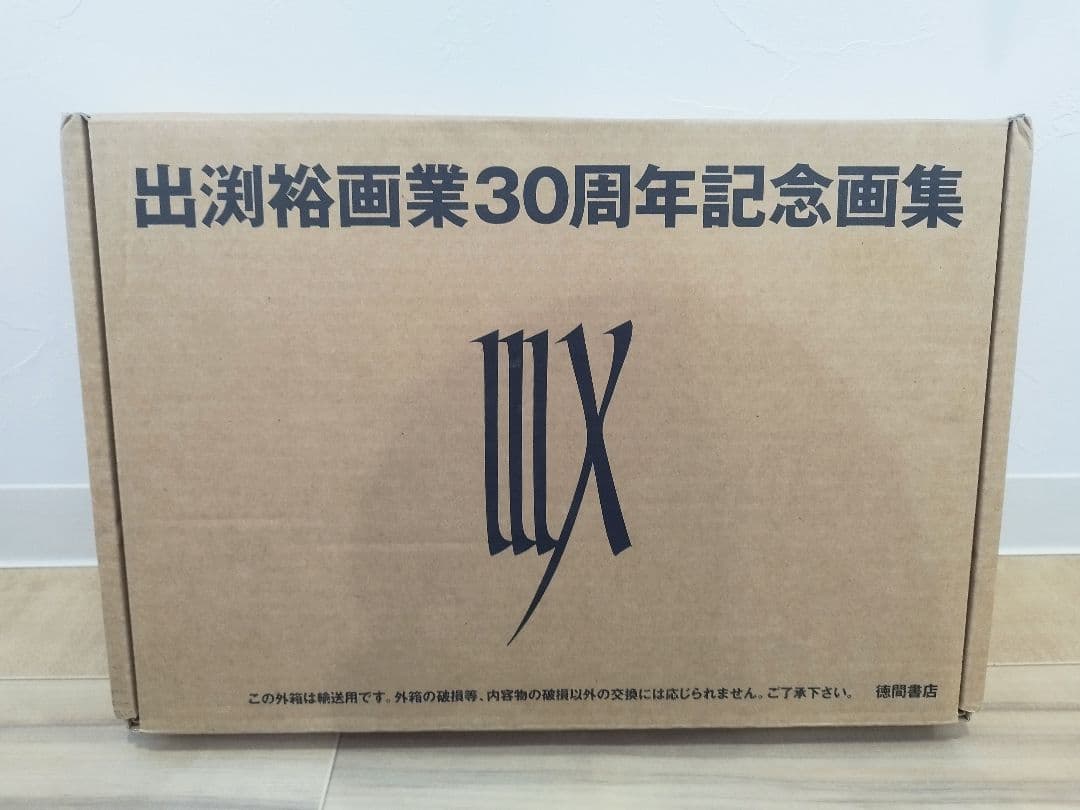 出渕裕画業30周年記念画集
IIIX
この外箱は輸送用です。外箱の破損等、内容物の破損以外の交換には応じられません。ご了承下さい。 徳間書店